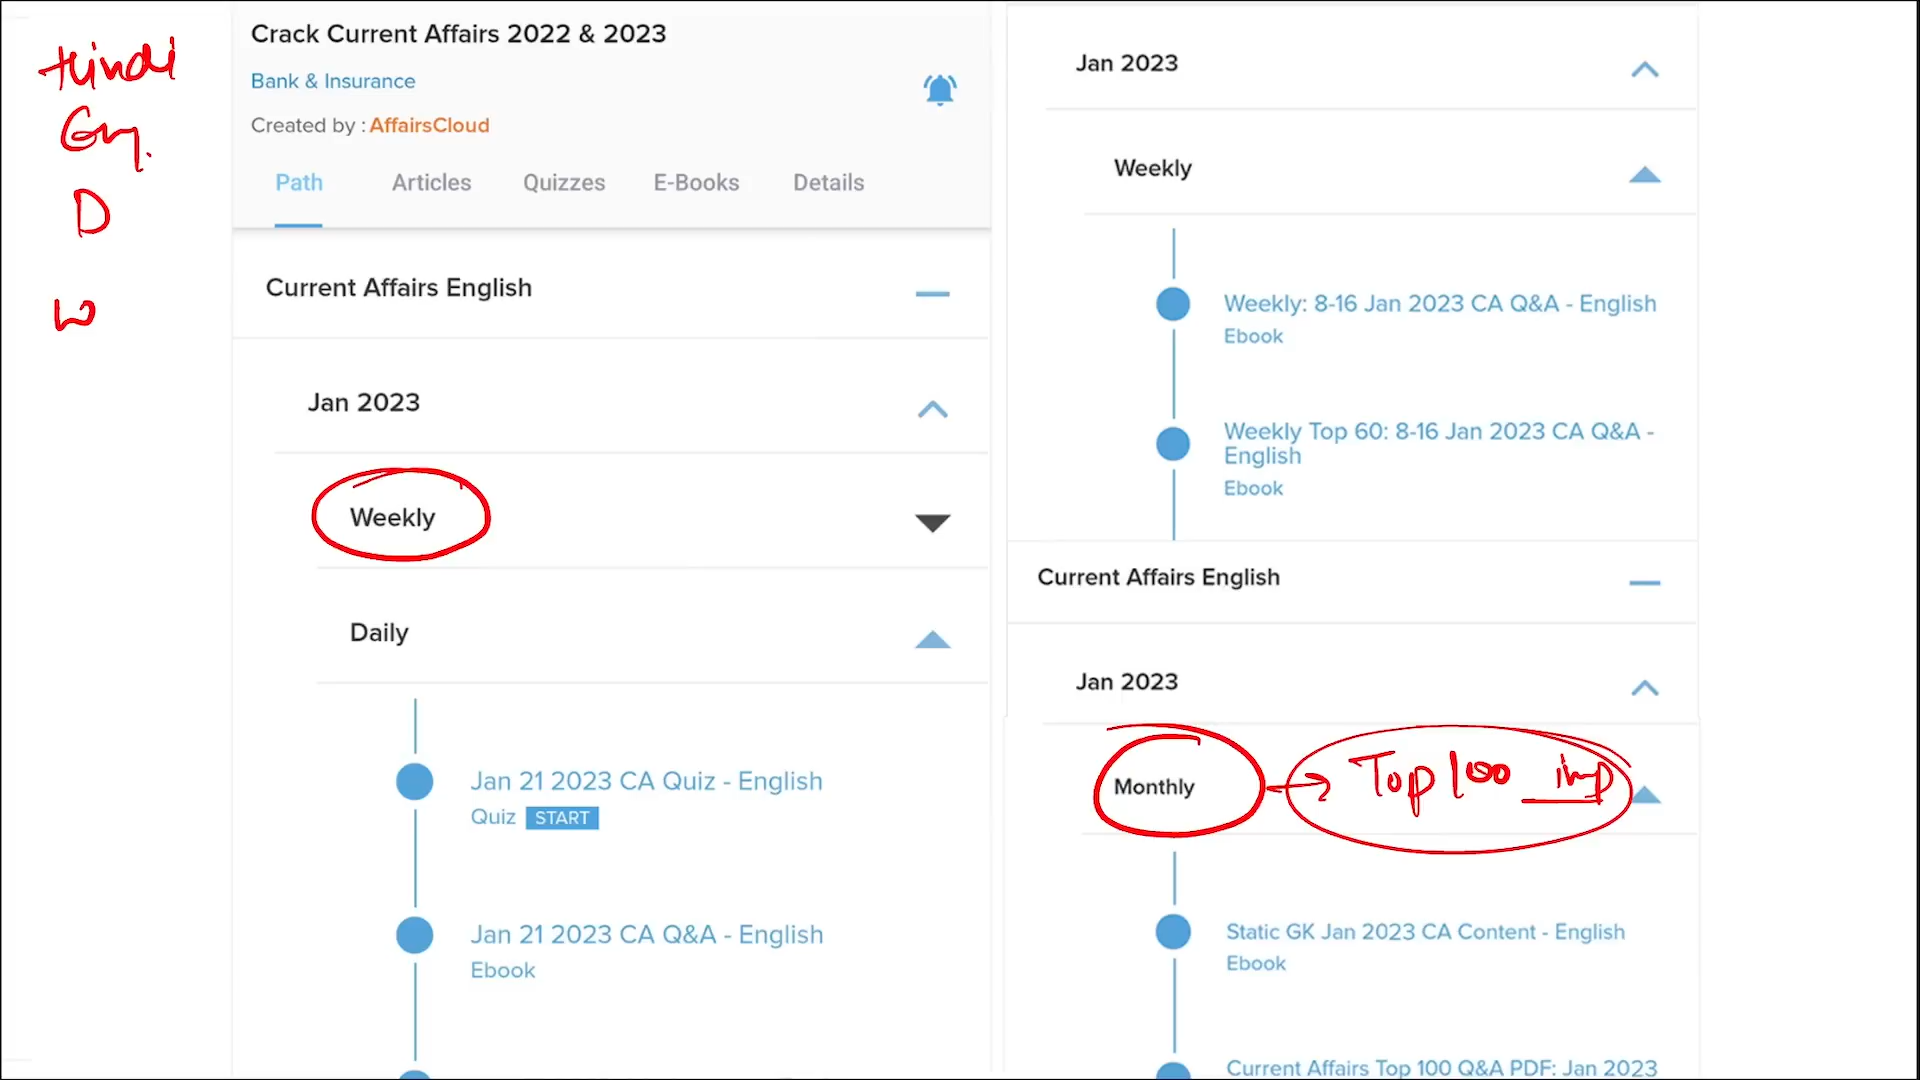 Hindi
Eng.
D
W
Crack Current Affairs 2022 & 2023
Bank & Insurance
Created by : AffairsCloud
Path Articles Quizzes E-Books Details
Current Affairs English
Jan 2023
Weekly
Daily
Jan 21 2023 CA Quiz - English
Quiz START
Jan 21 2023 CA Q&A - English
Ebook
Jan 2023
Weekly
Weekly: 8-16 Jan 2023 CA Q&A - English
Ebook
Weekly Top 60: 8-16 Jan 2023 CA Q&A -
English
Ebook
Current Affairs English
Jan 2023
Monthly → Top 100 imp
Static GK Jan 2023 CA Content - English
Ebook
Current Affairs Top 100 Q&A PDF: Jan 2023